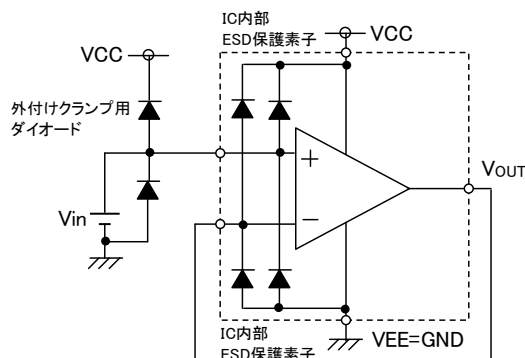 IC内部
ESD保護素子
VCC
VCC
外付けクランプ用
ダイオード
+
VOUT
Vin
−
IC内部
ESD保護素子
VEE=GND